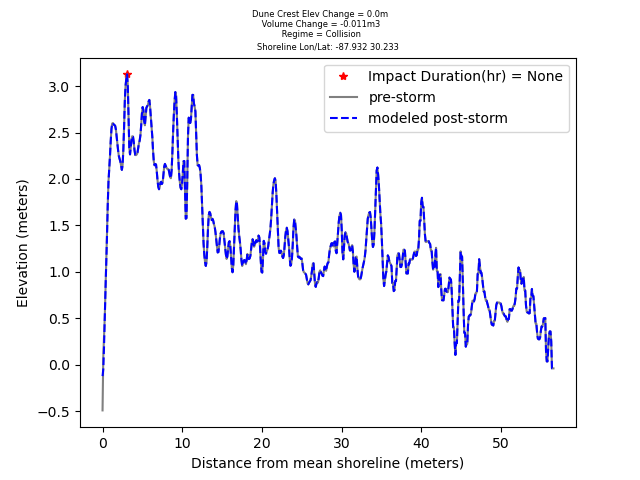 Dune Crest Elev Change = 0.0m
Volume Change = -0.011m3
Regime = Collision
Shoreline Lon/Lat: -87.932 30.233
Impact Duration(hr) = None
pre-storm
modeled post-storm
Elevation (meters)
3.0
2.5
2.0
1.5
1.0
0.5
0.0
−0.5
0 10 20 30 40 50
Distance from mean shoreline (meters)